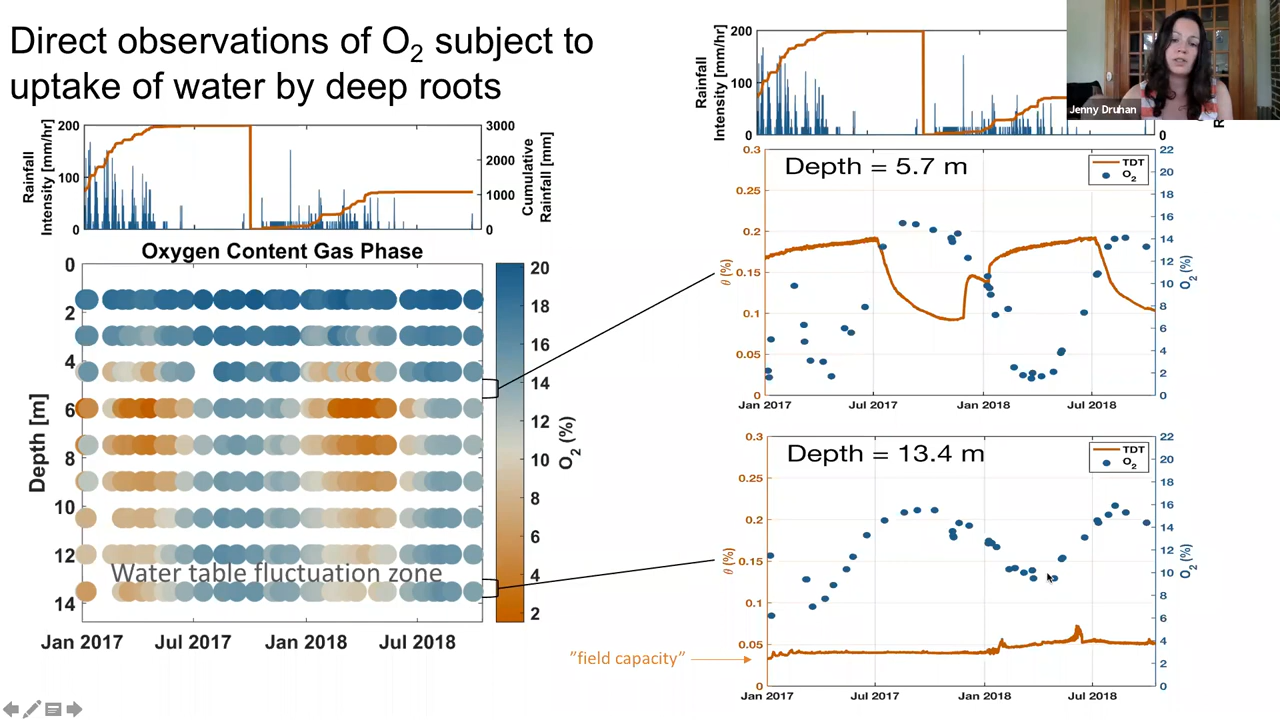 Direct observations of O2 subject to
uptake of water by deep roots
Rainfall
Intensity [mm/hr]
200
100
0
3000
2000
1000
0
Cumulative
Rainfall [mm]
Oxygen Content Gas Phase
Depth [m]
0
2
4
6
8
10
12
14
Water table fluctuation zone
Jan 2017
Jul 2017
Jan 2018
Jul 2018
20
18
16
14
12
10
8
6
4
2
O2 (%)
Rainfall
Intensity [mm/hr]
200
100
0
0
R
Jenny Druhan
Depth = 5.7 m
TDT
O2
θ (%)
0.3
0.25
0.2
0.15
0.1
0.05
0
22
20
18
16
14
12
10
8
6
4
2
0
O2 (%)
Jan 2017
Jul 2017
Jan 2018
Jul 2018
Depth = 13.4 m
TDT
O2
θ (%)
0.3
0.25
0.2
0.15
0.1
0.05
0
22
20
18
16
14
12
10
8
6
4
2
0
O2 (%)
Jan 2017
Jul 2017
Jan 2018
Jul 2018
”field capacity”